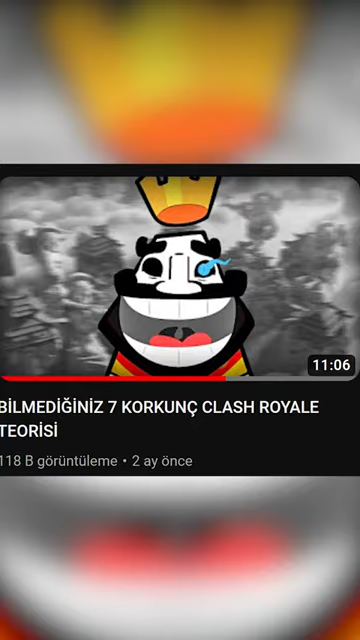 11:06
BİLMEDİĞİNİZ 7 KORKUNÇ CLASH ROYALE
TEORİSİ
118 B görüntüleme • 2 ay önce